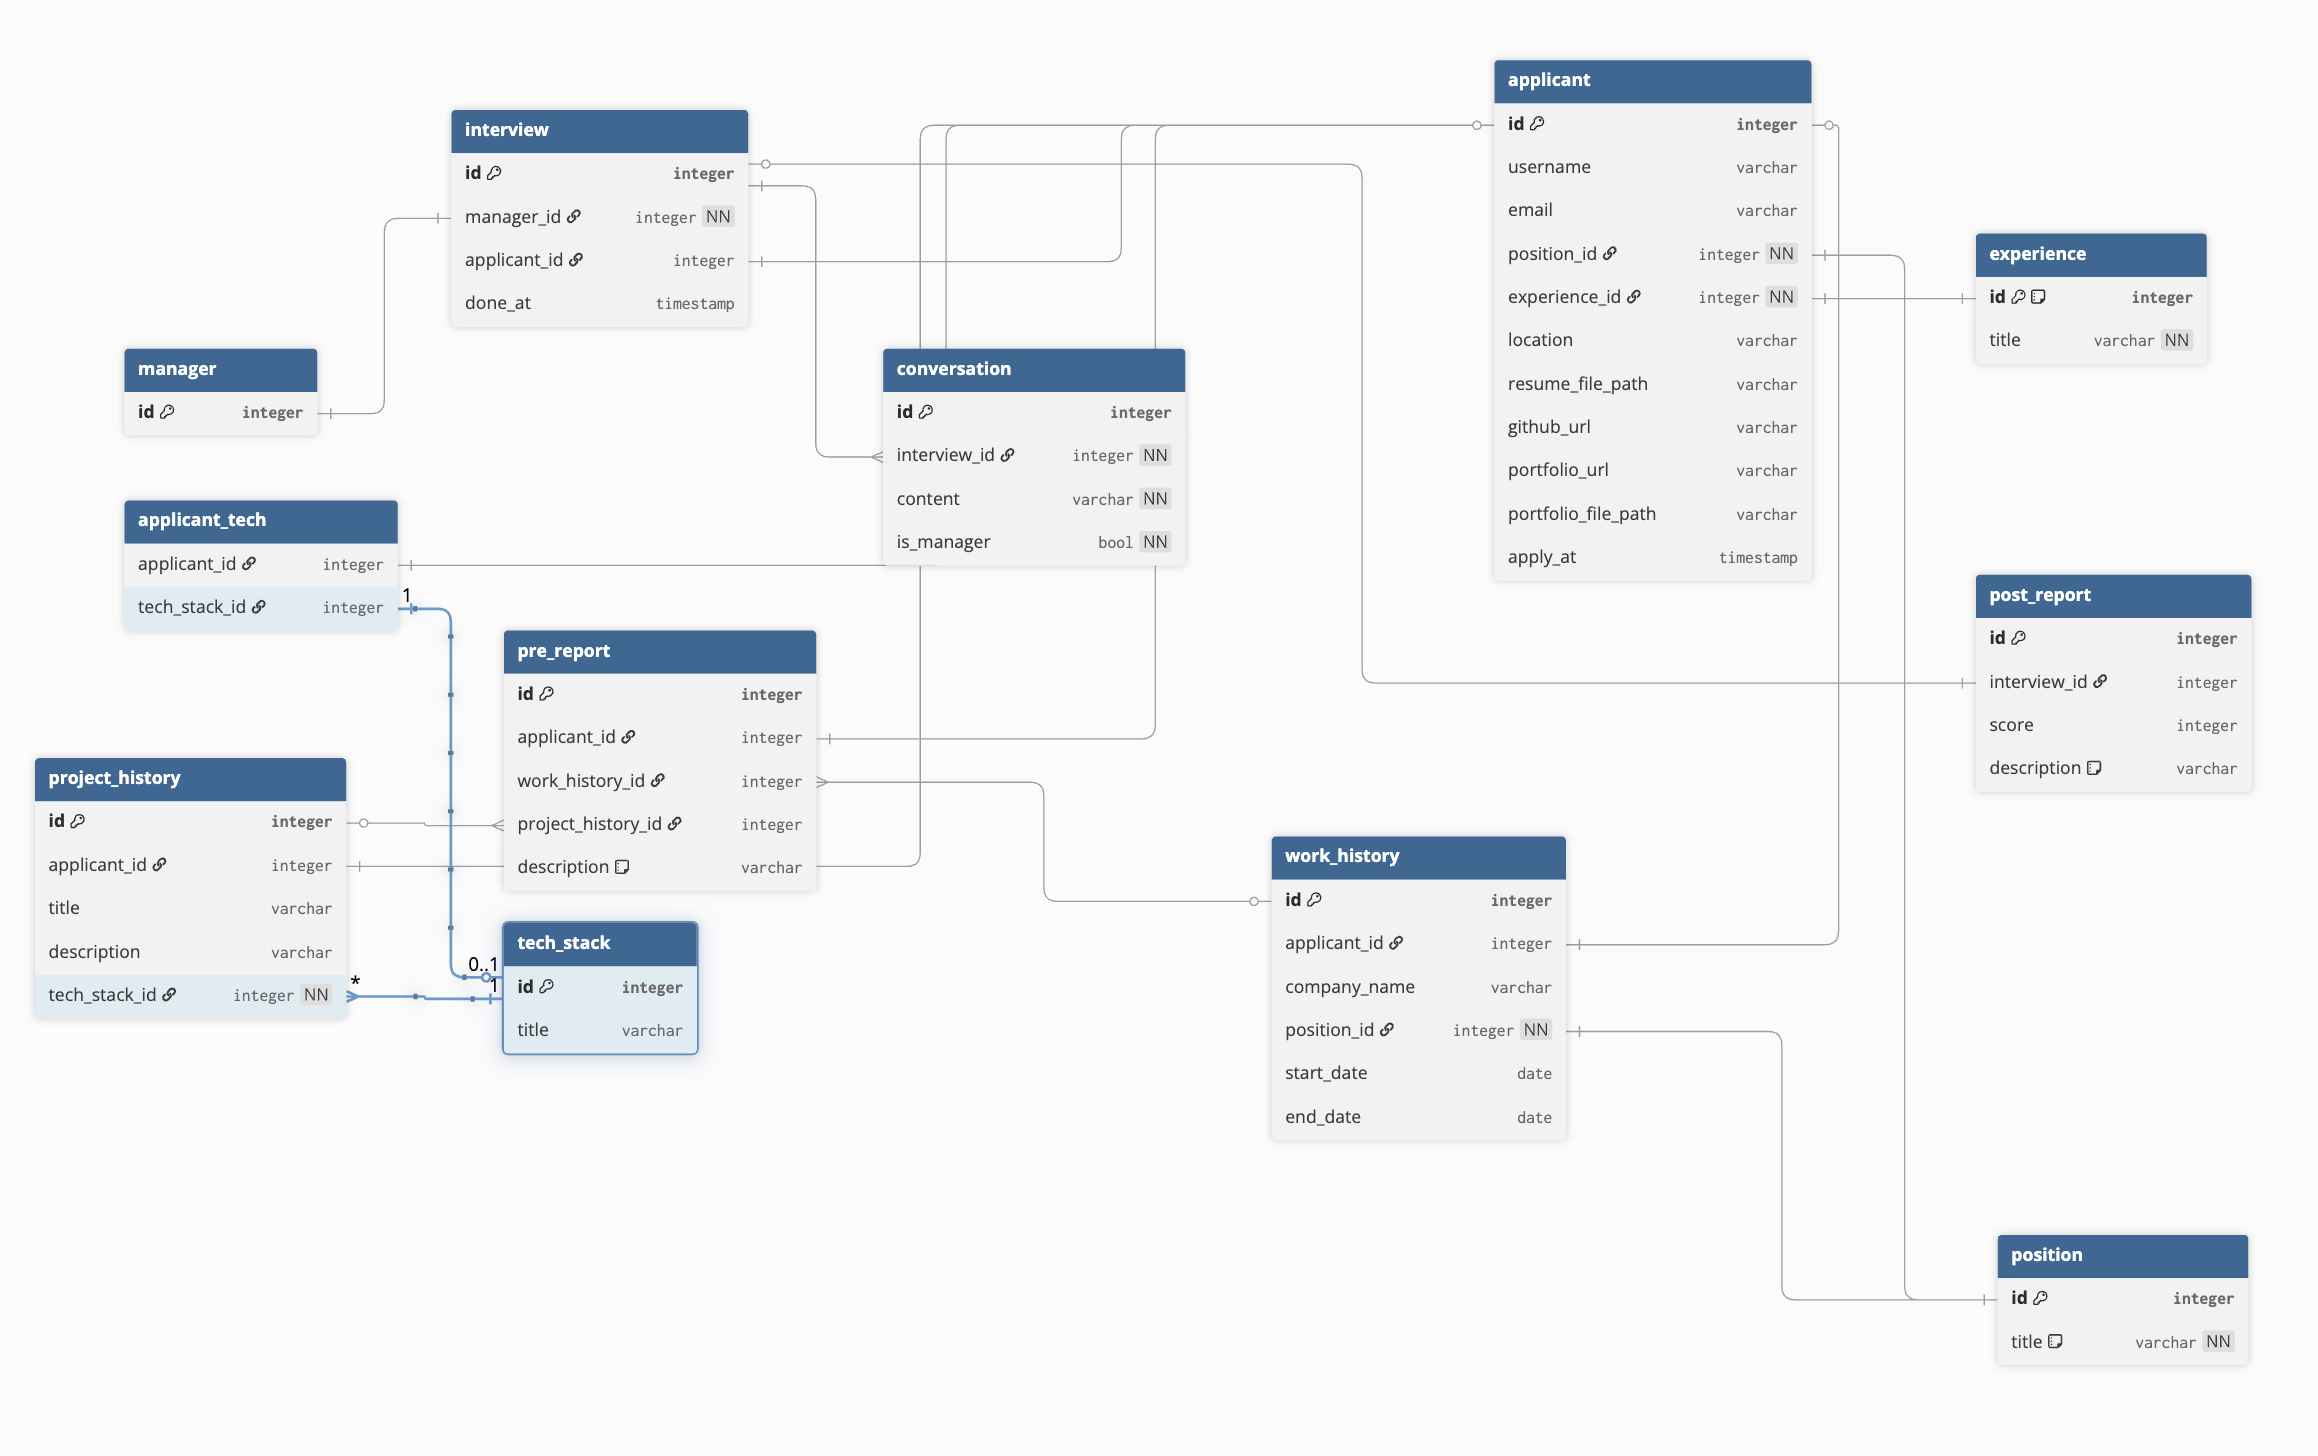 interview
id integer
manager_id integer NN
applicant_id integer
done_at timestamp
applicant
id integer
username varchar
email varchar
position_id integer NN
experience_id integer NN
location varchar
resume_file_path varchar
github_url varchar
portfolio_url varchar
portfolio_file_path varchar
apply_at timestamp
experience
id integer
title varchar NN
manager
id integer
conversation
id integer
interview_id integer NN
content varchar NN
is_manager bool NN
applicant_tech
applicant_id integer
tech_stack_id integer
1
pre_report
id integer
applicant_id integer
work_history_id integer
project_history_id integer
description varchar
post_report
id integer
interview_id integer
score integer
description varchar
project_history
id integer
applicant_id integer
title varchar
description varchar
tech_stack_id integer NN
*
0..1
1
tech_stack
id integer
title varchar
work_history
id integer
applicant_id integer
company_name varchar
position_id integer NN
start_date date
end_date date
position
id integer
title varchar NN